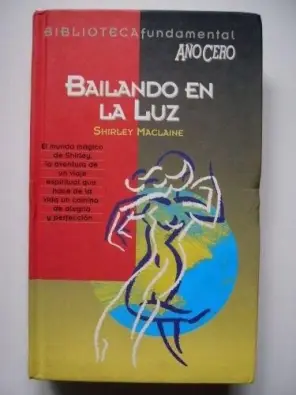 BIBLIOTECAfundamental
AÑO CERO
BAILANDO EN
LA LUZ
SHIRLEY MACLAINE
El mundo mágico
de Shirley,
la aventura de
un viaje
espiritual que
hace de la
vida un camino
de alegría
y perfección